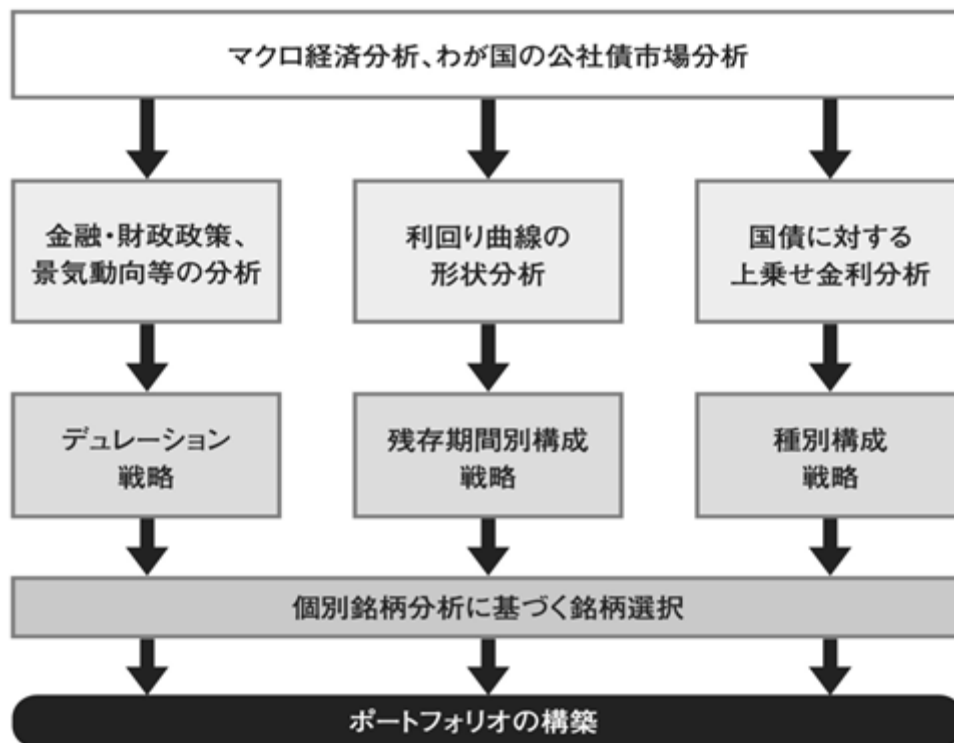 マクロ経済分析、わが国の公社債市場分析
金融・財政政策、
景気動向等の分析
利回り曲線の
形状分析
国債に対する
上乗せ金利分析
デュレーション
戦略
残存期間別構成
戦略
種別構成
戦略
個別銘柄分析に基づく銘柄選択
ポートフォリオの構築